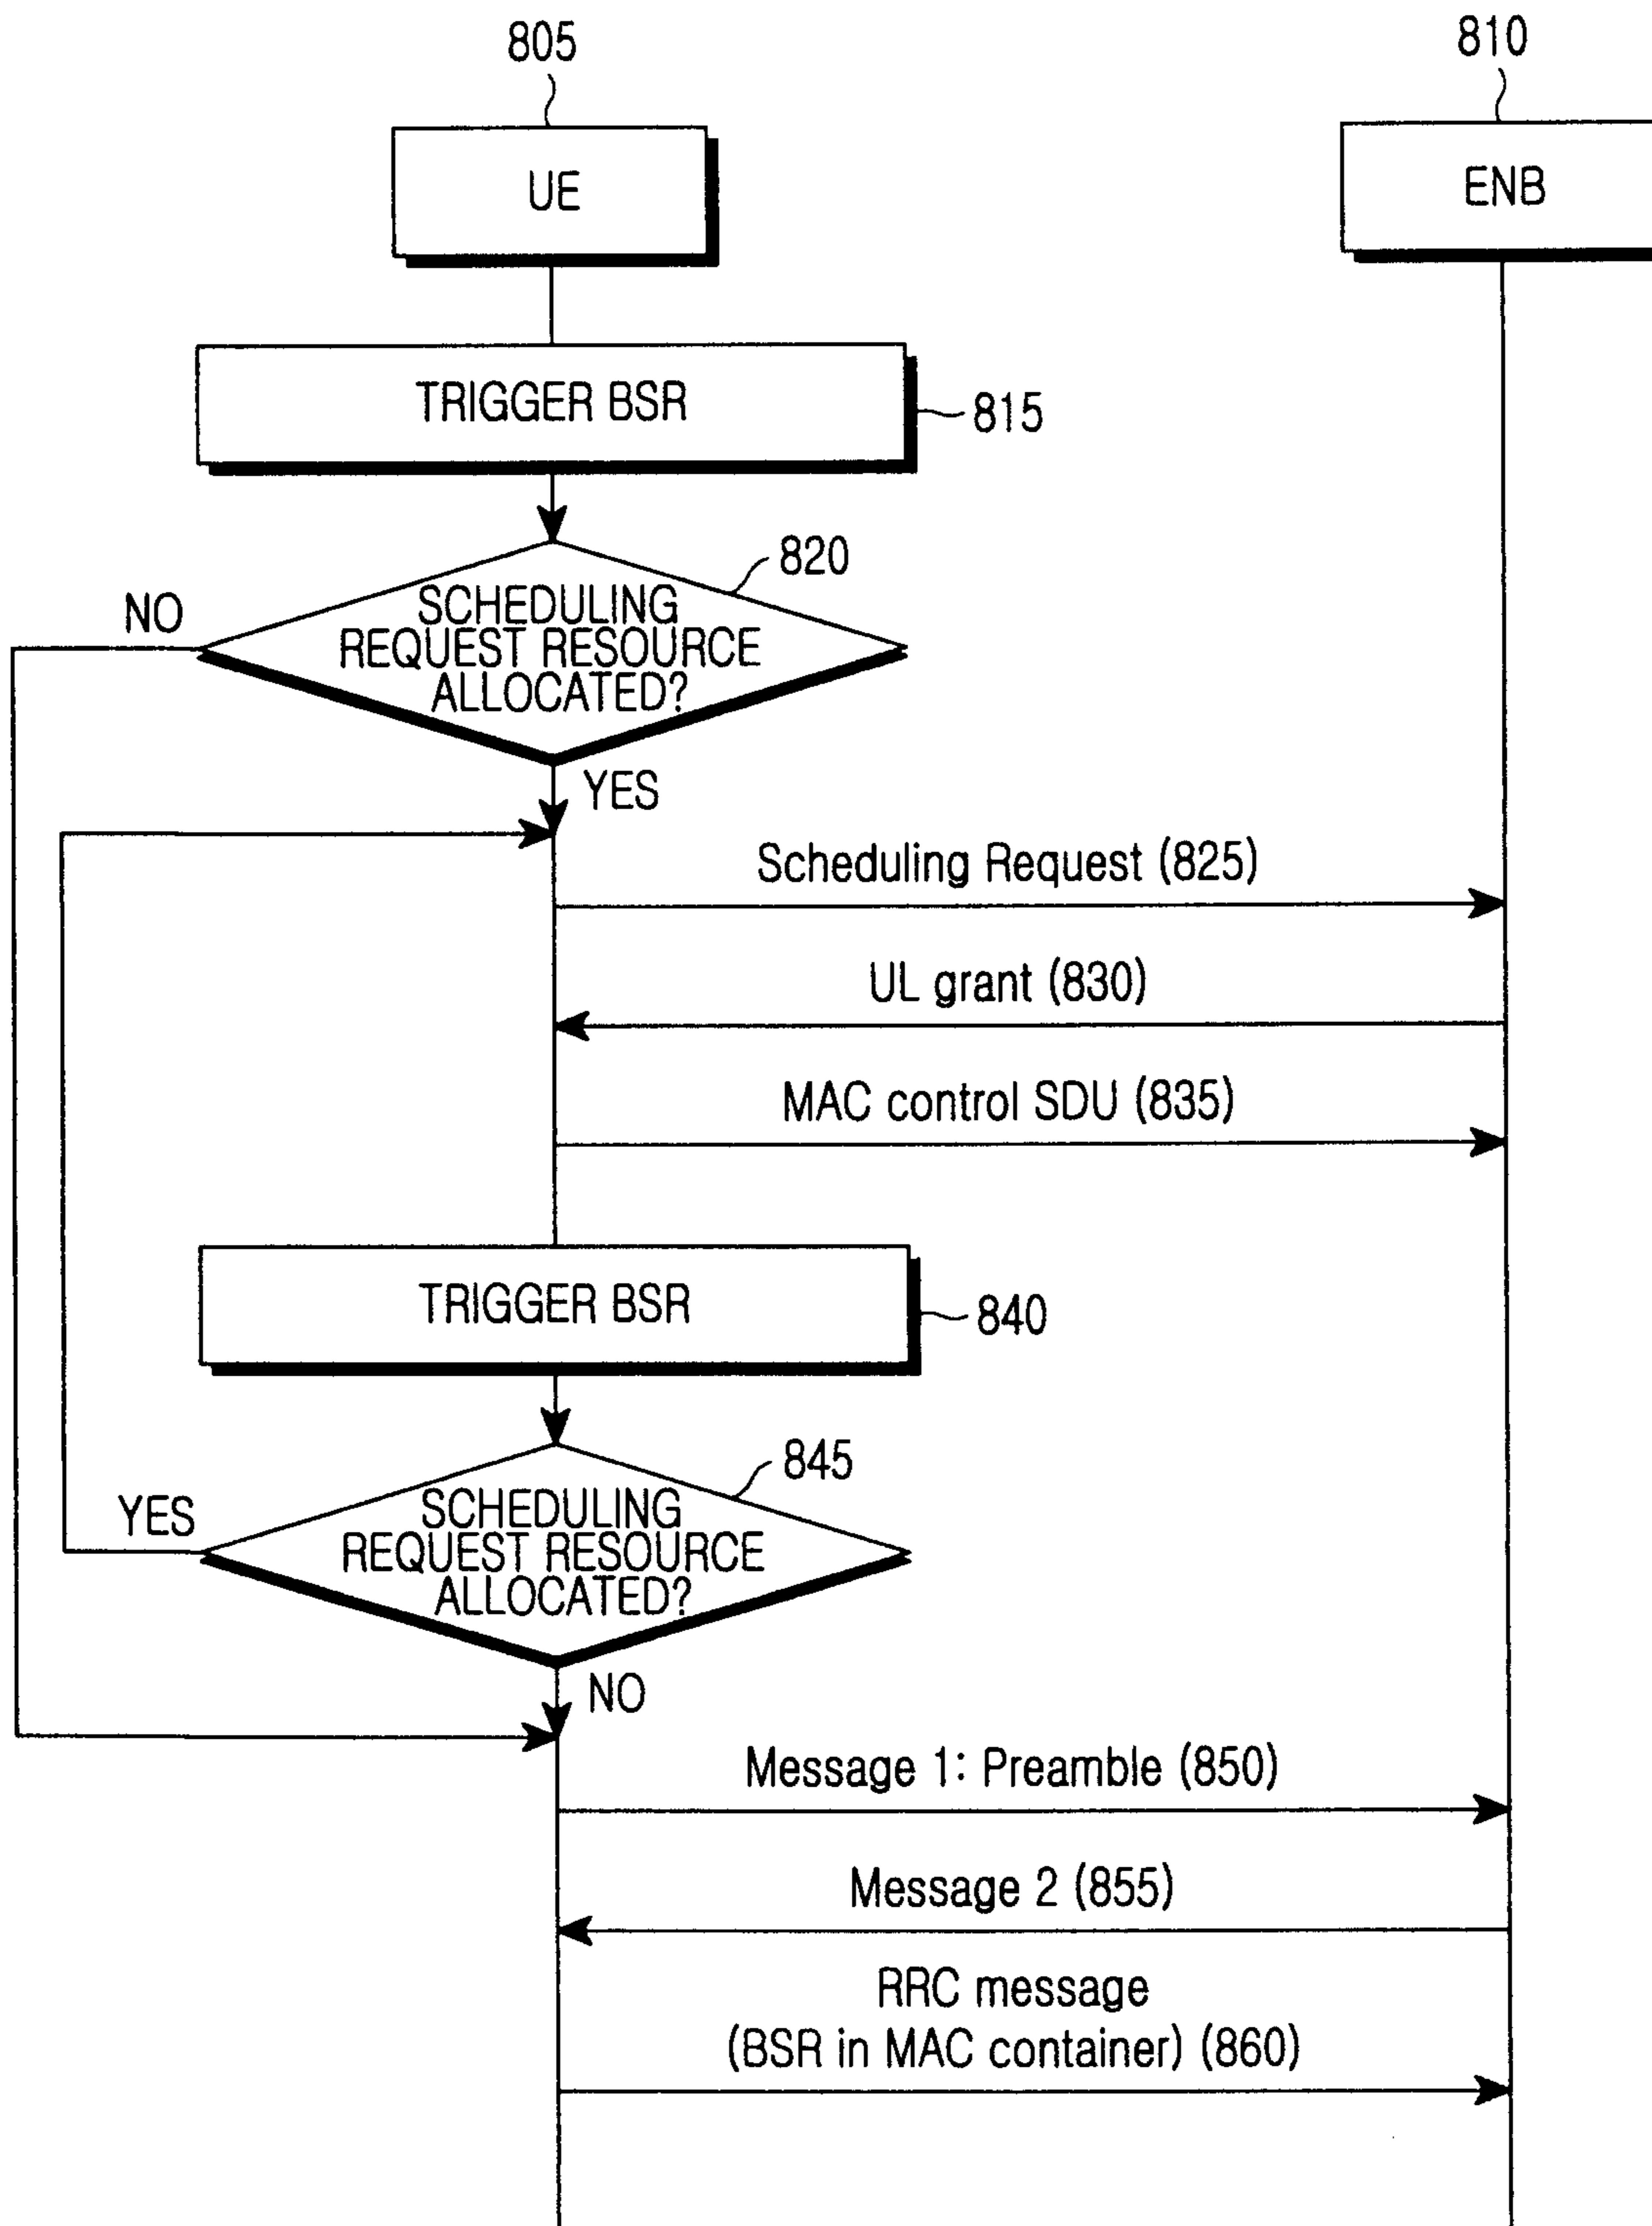 805
810
UE
ENB
TRIGGER BSR
815
820
NO
SCHEDULING
REQUEST RESOURCE
ALLOCATED?
YES
Scheduling Request (825)
UL grant (830)
MAC control SDU (835)
TRIGGER BSR
840
845
YES
SCHEDULING
REQUEST RESOURCE
ALLOCATED?
NO
Message 1: Preamble (850)
Message 2 (855)
RRC message
(BSR in MAC container) (860)